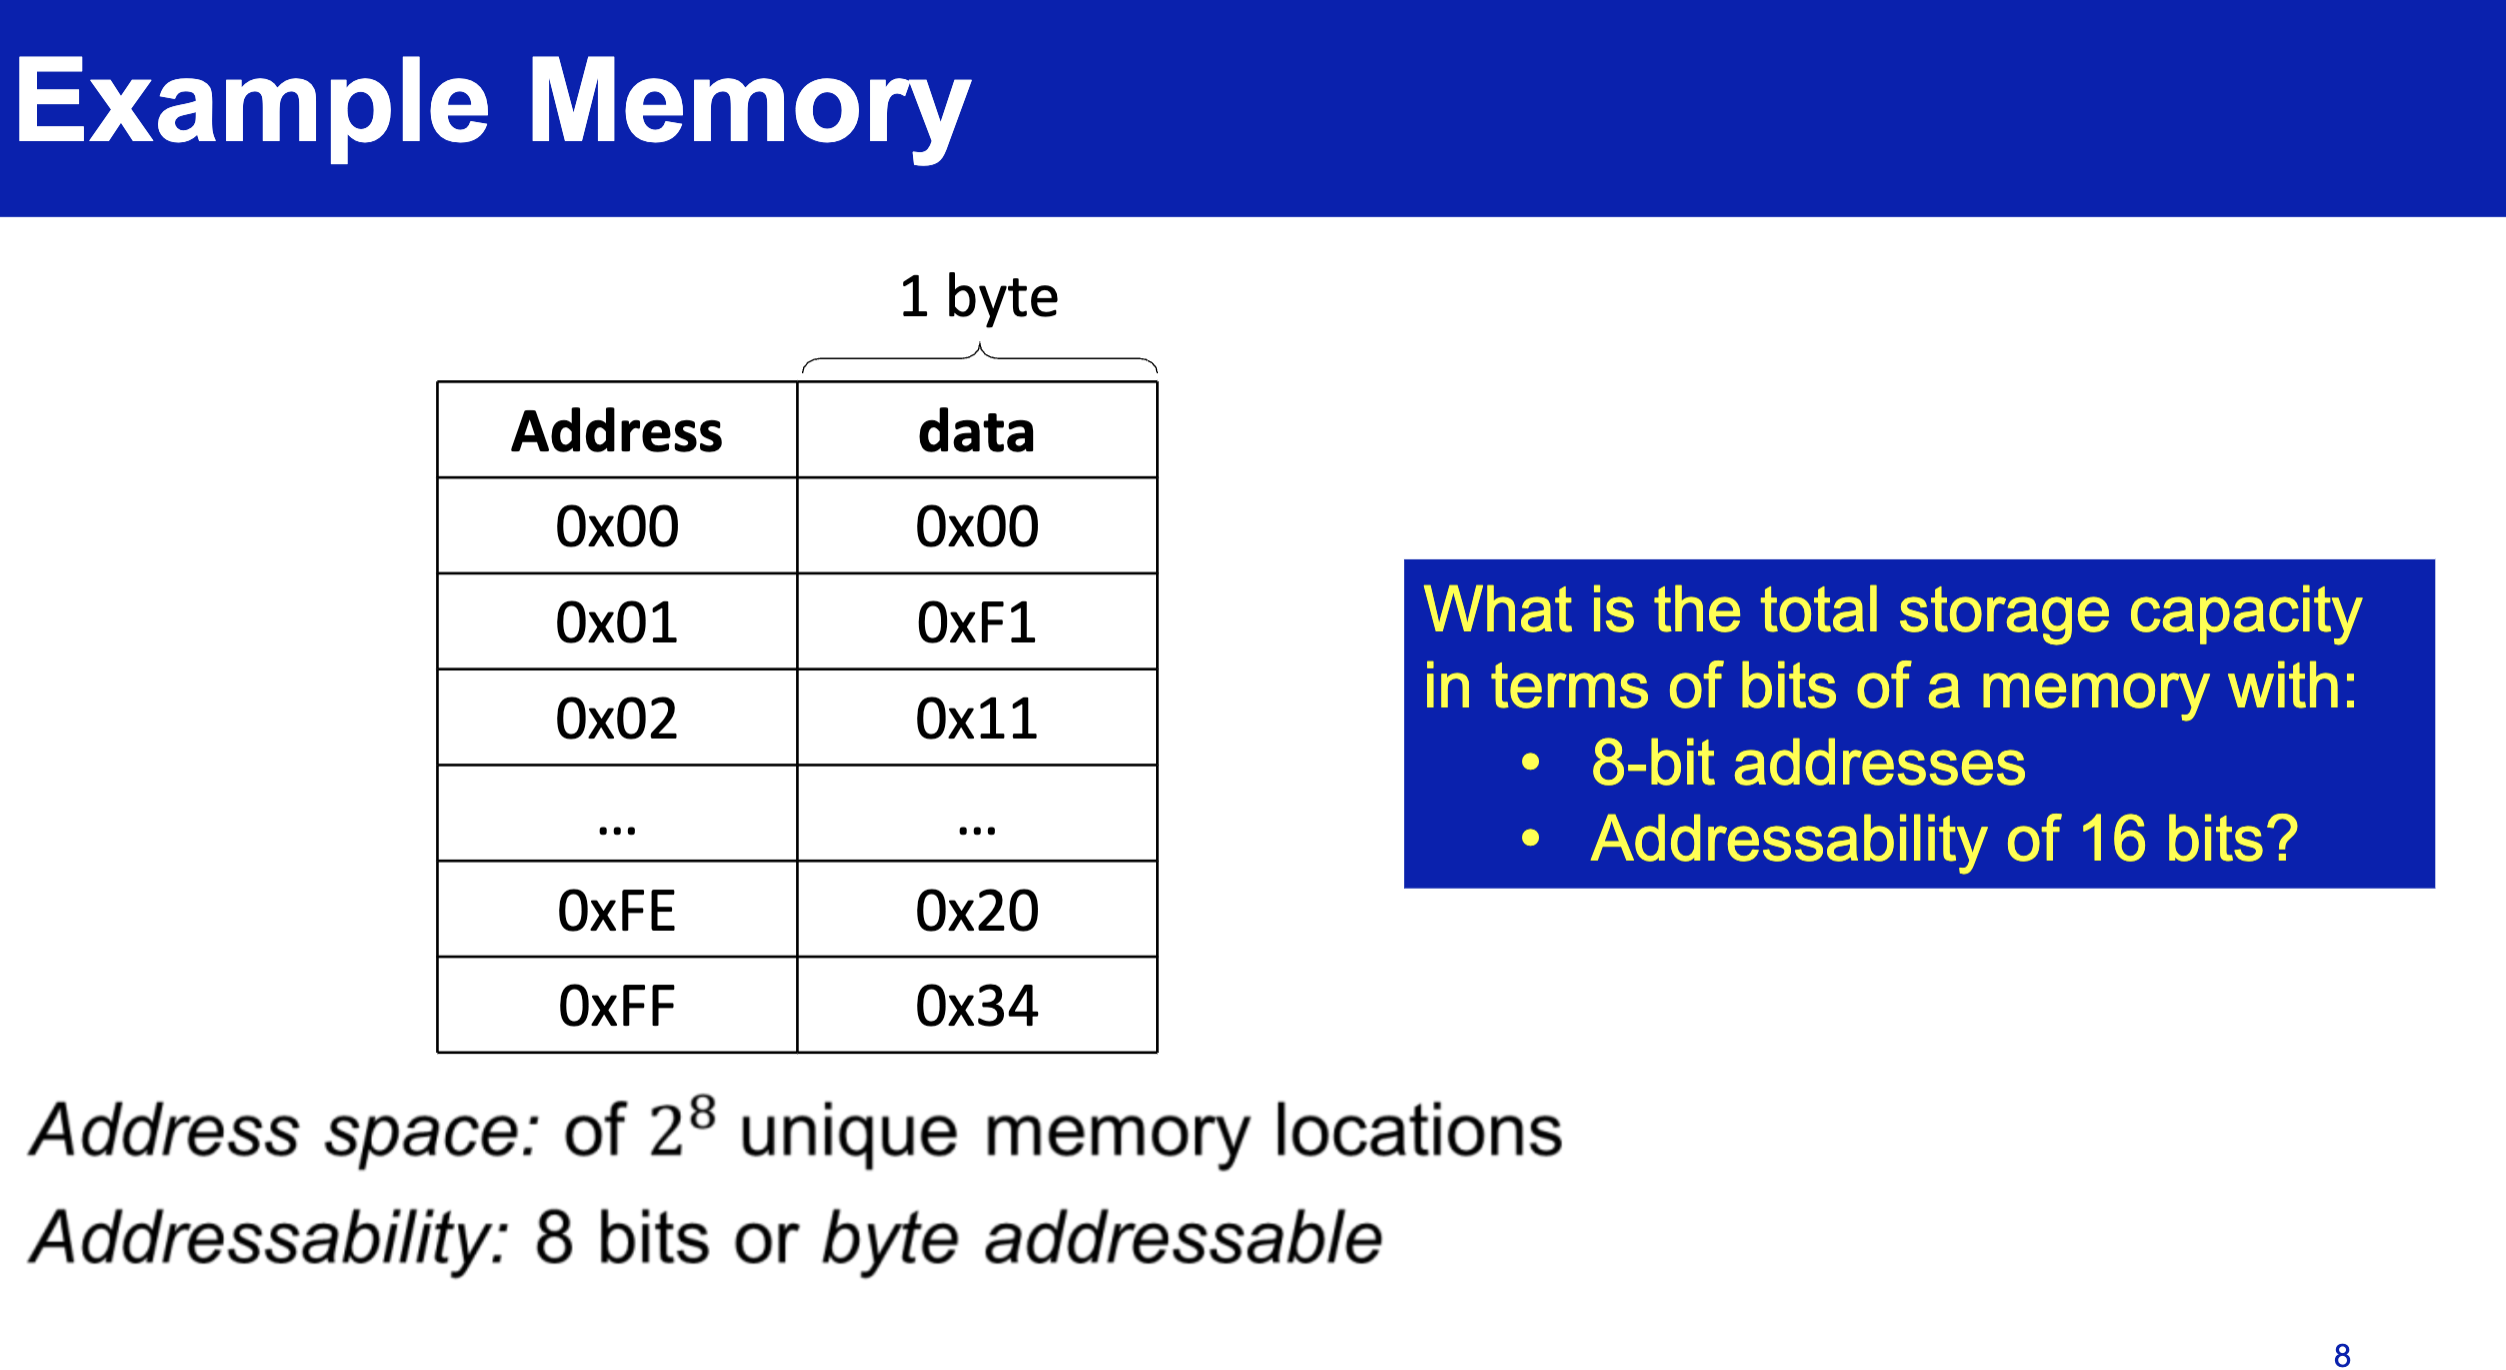 Example Memory
1 byte
Address data
0x00 0x00
0x01 0xF1
0x02 0x11
... ...
0xFE 0x20
0xFF 0x34
What is the total storage capacity
in terms of bits of a memory with:
• 8-bit addresses
• Addressability of 16 bits?
Address space: of 2⁸ unique memory locations
Addressability: 8 bits or byte addressable
8